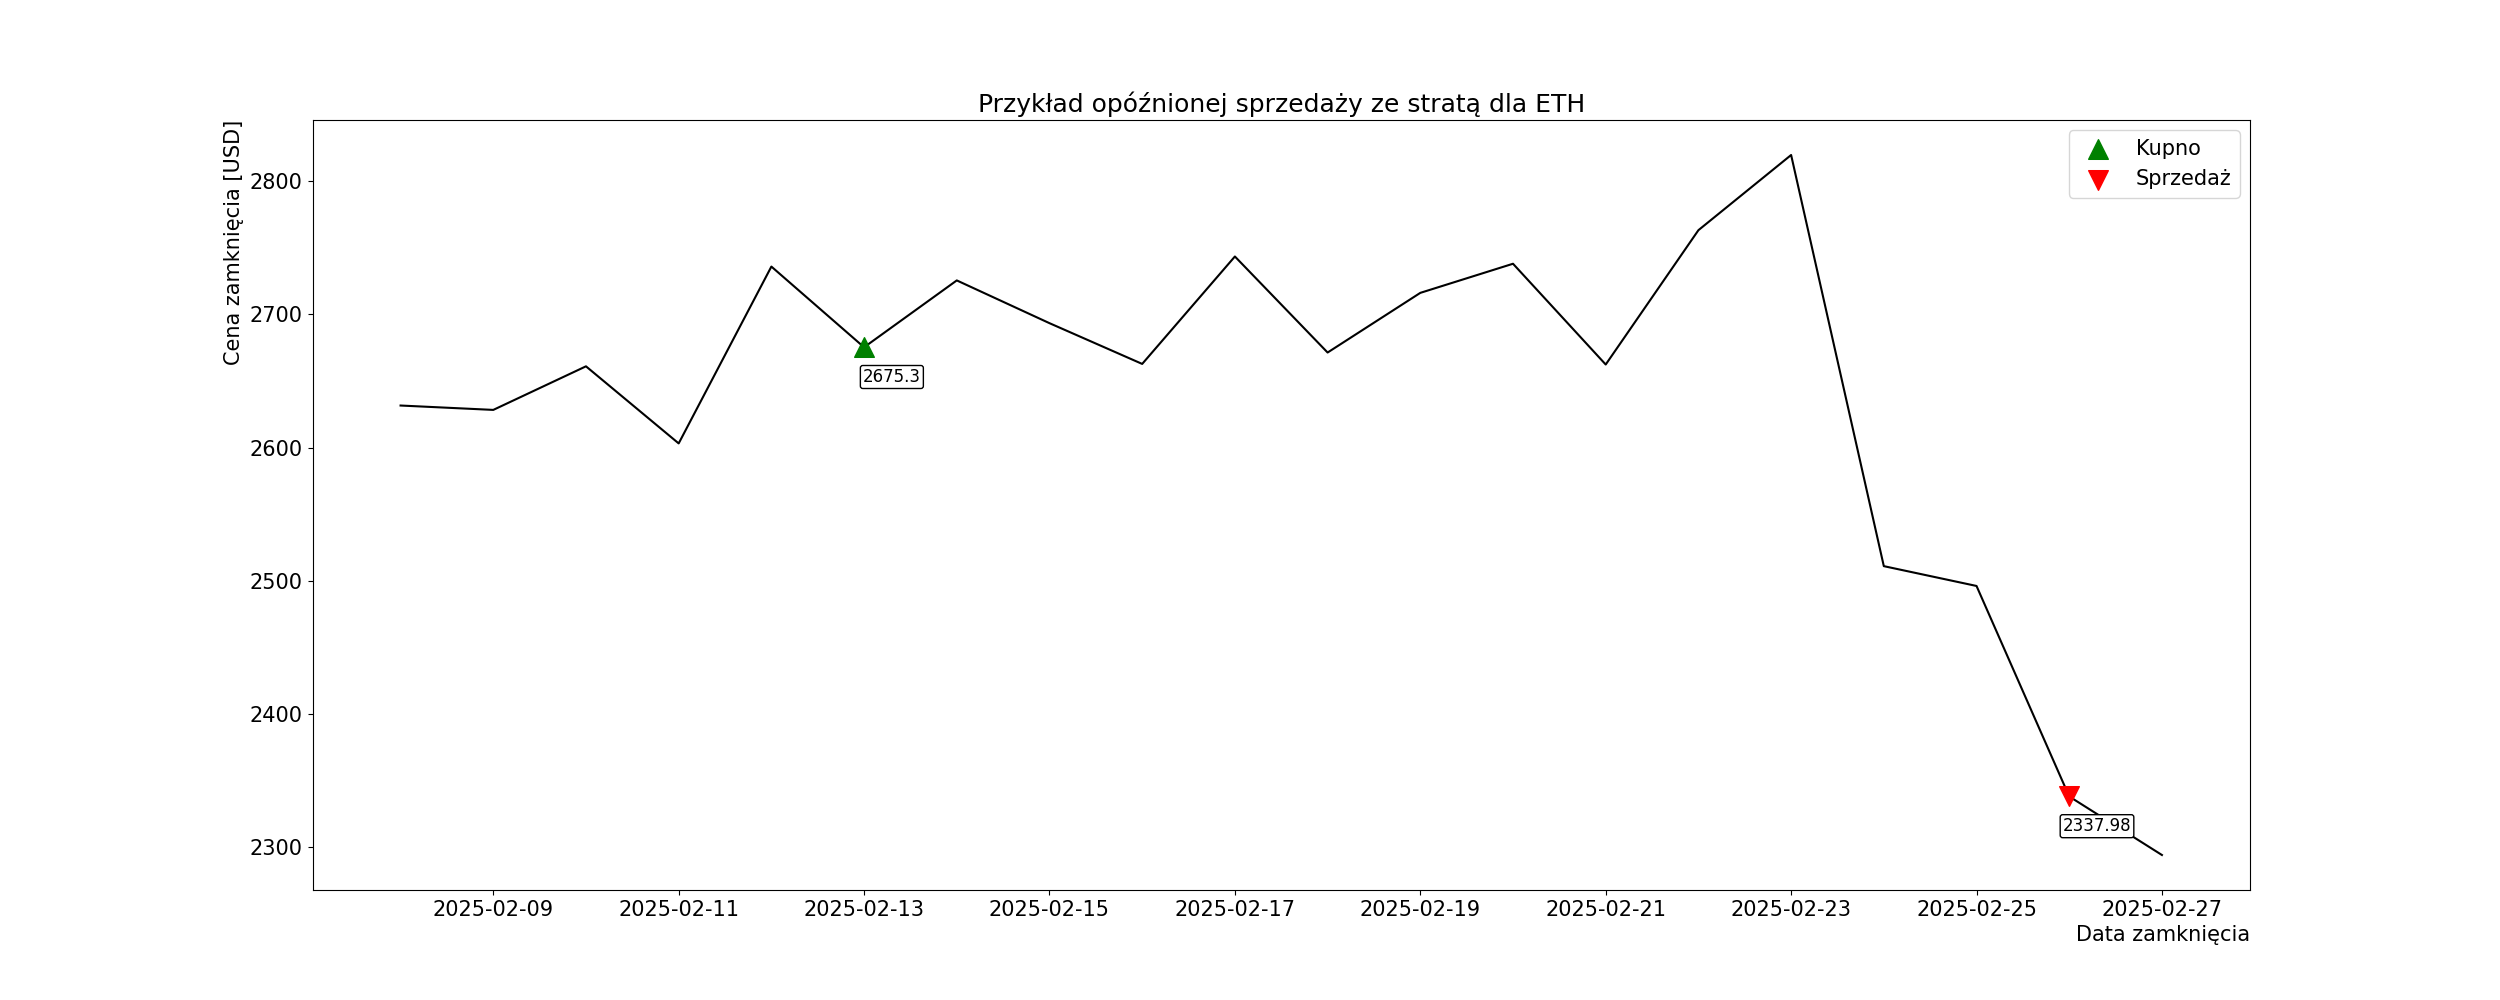 Przykład opóźnionej sprzedaży ze stratą dla ETH
Cena zamknięcia [USD]
2800
2700
2600
2500
2400
2300
Kupno
Sprzedaż
2675.3
2337.98
2025-02-09 2025-02-11 2025-02-13 2025-02-15 2025-02-17 2025-02-19 2025-02-21 2025-02-23 2025-02-25 2025-02-27
Data zamknięcia